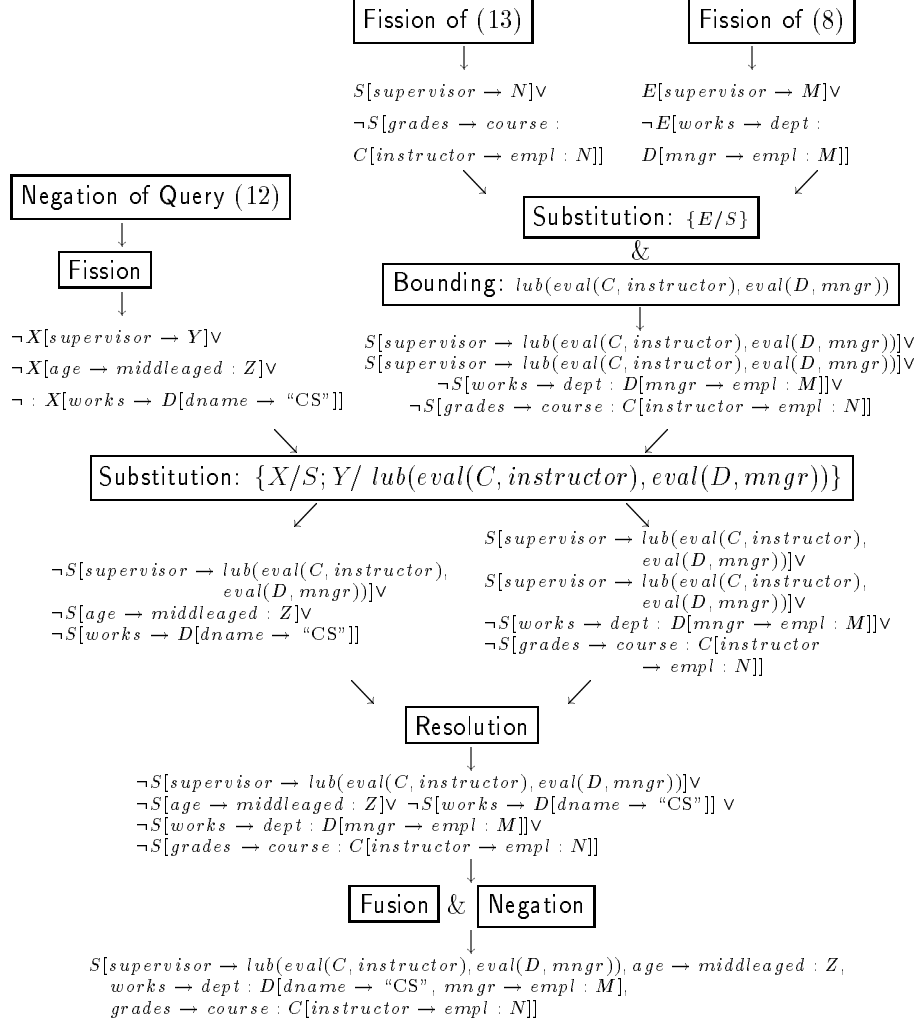 Fission of (13)
Fission of (8)
S[supervisor → N]∨
¬S[grades → course :
C[instructor → empl : N]]
E[supervisor → M]∨
¬E[works → dept :
D[mngr → empl : M]]
Negation of Query (12)
Substitution: {E/S}
&
Fission
Bounding: lub(eval(C, instructor), eval(D, mngr))
¬X[supervisor → Y]∨
¬X[age → middleaged : Z]∨
¬ : X[works → D[dname → “CS”]]
S[supervisor → lub(eval(C, instructor), eval(D, mngr))]∨
S[supervisor → lub(eval(C, instructor), eval(D, mngr))]∨
¬S[works → dept : D[mngr → empl : M]]∨
¬S[grades → course : C[instructor → empl : N]]
Substitution: {X/S; Y/ lub(eval(C, instructor), eval(D, mngr))}
¬S[supervisor → lub(eval(C, instructor),
eval(D, mngr))]∨
¬S[age → middleaged : Z]∨
¬S[works → D[dname → “CS”]]
S[supervisor → lub(eval(C, instructor),
eval(D, mngr))]∨
S[supervisor → lub(eval(C, instructor),
eval(D, mngr))]∨
¬S[works → dept : D[mngr → empl : M]]∨
¬S[grades → course : C[instructor
→ empl : N]]
Resolution
¬S[supervisor → lub(eval(C, instructor), eval(D, mngr))]∨
¬S[age → middleaged : Z]∨ ¬S[works → D[dname → “CS”]] ∨
¬S[works → dept : D[mngr → empl : M]]∨
¬S[grades → course : C[instructor → empl : N]]
Fusion & Negation
S[supervisor → lub(eval(C, instructor), eval(D, mngr)), age → middleaged : Z,
works → dept : D[dname → “CS”, mngr → empl : M],
grades → course : C[instructor → empl : N]]